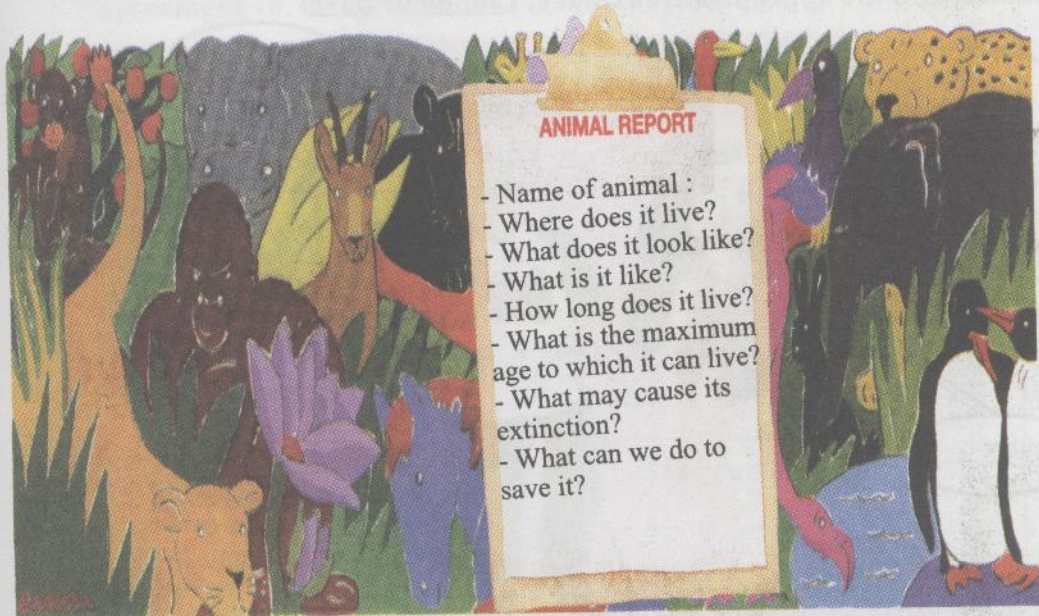 ANIMAL REPORT
- Name of animal :
- Where does it live?
- What does it look like?
- What is it like?
- How long does it live?
- What is the maximum
age to which it can live?
- What may cause its
extinction?
- What can we do to
save it?